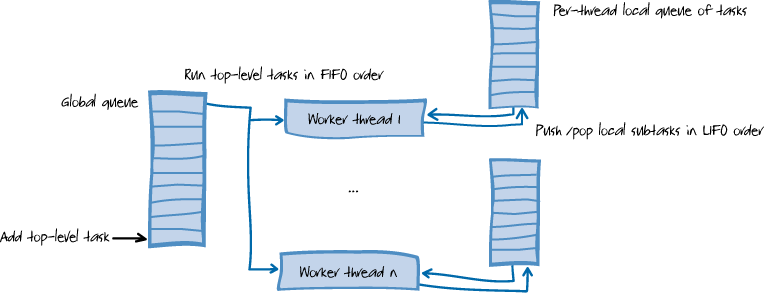 Per-thread local queue of tasks
Run top-level tasks in FIFO order
Global queue
Worker thread 1
Push /pop local subtasks in LIFO order
...
Add top-level task
Worker thread n